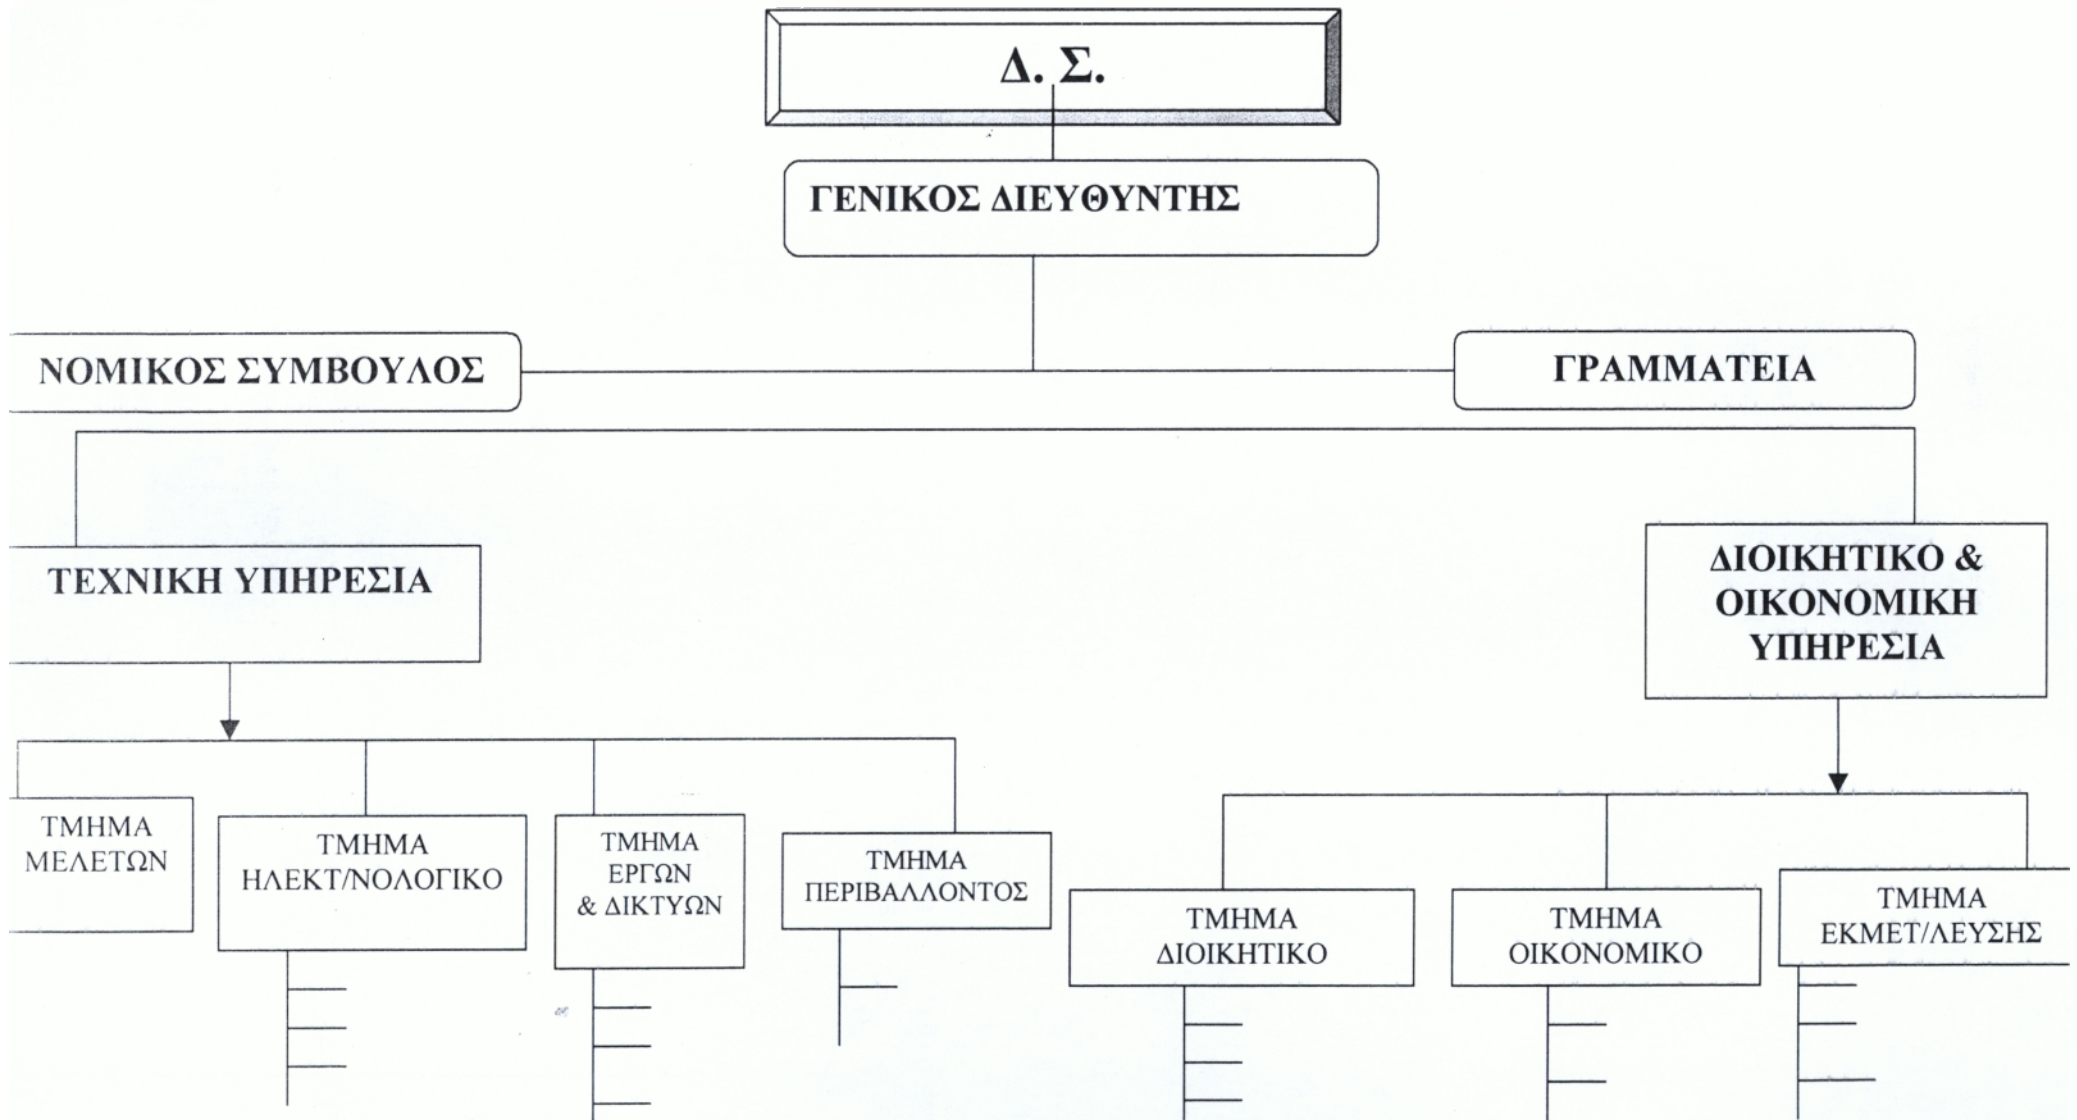 Δ. Σ.
ΓΕΝΙΚΟΣ ΔΙΕΥΘΥΝΤΗΣ
ΝΟΜΙΚΟΣ ΣΥΜΒΟΥΛΟΣ
ΓΡΑΜΜΑΤΕΙΑ
ΤΕΧΝΙΚΗ ΥΠΗΡΕΣΙΑ
ΔΙΟΙΚΗΤΙΚΟ &
ΟΙΚΟΝΟΜΙΚΗ
ΥΠΗΡΕΣΙΑ
ΤΜΗΜΑ
ΜΕΛΕΤΩΝ
ΤΜΗΜΑ
ΗΛΕΚΤ/ΝΟΛΟΓΙΚΟ
ΤΜΗΜΑ
ΕΡΓΩΝ
& ΔΙΚΤΥΩΝ
ΤΜΗΜΑ
ΠΕΡΙΒΑΛΛΟΝΤΟΣ
ΤΜΗΜΑ
ΔΙΟΙΚΗΤΙΚΟ
ΤΜΗΜΑ
ΟΙΚΟΝΟΜΙΚΟ
ΤΜΗΜΑ
ΕΚΜΕΤ/ΛΕΥΣΗΣ